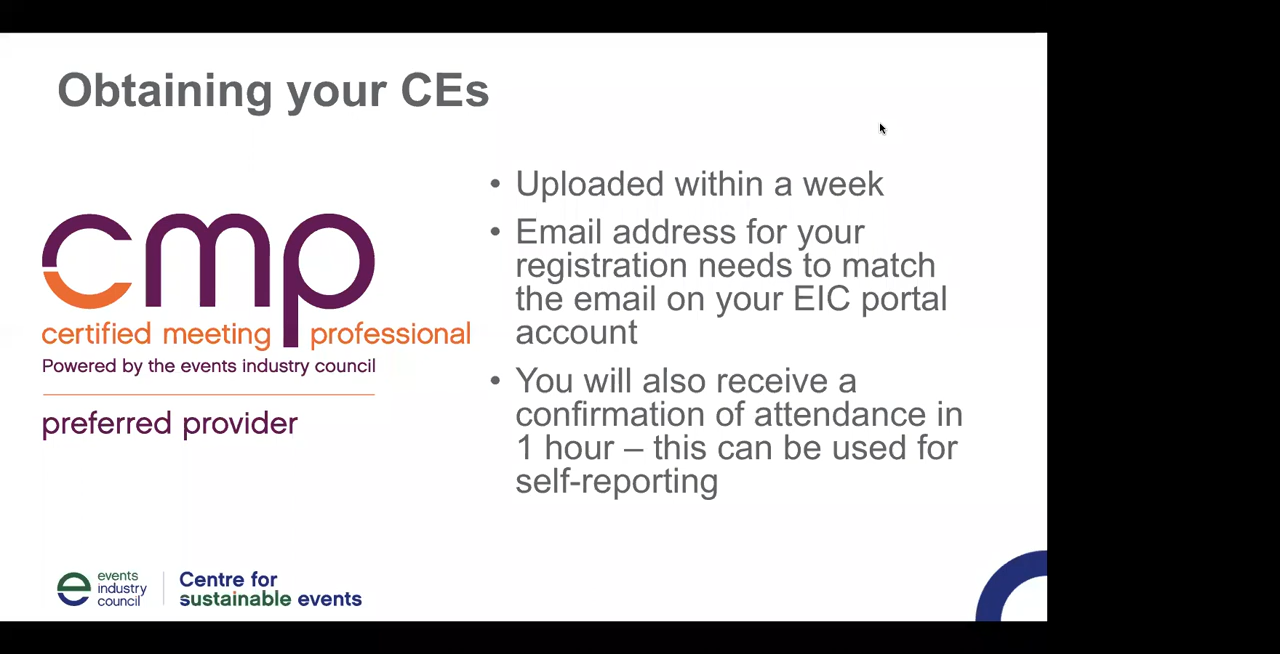 Obtaining your CEs
cmp
certified meeting professional
Powered by the events industry council
preferred provider
• Uploaded within a week
• Email address for your
registration needs to match
the email on your EIC portal
account
• You will also receive a
confirmation of attendance in
1 hour – this can be used for
self-reporting
e
events
industry
council
Centre for
sustainable events